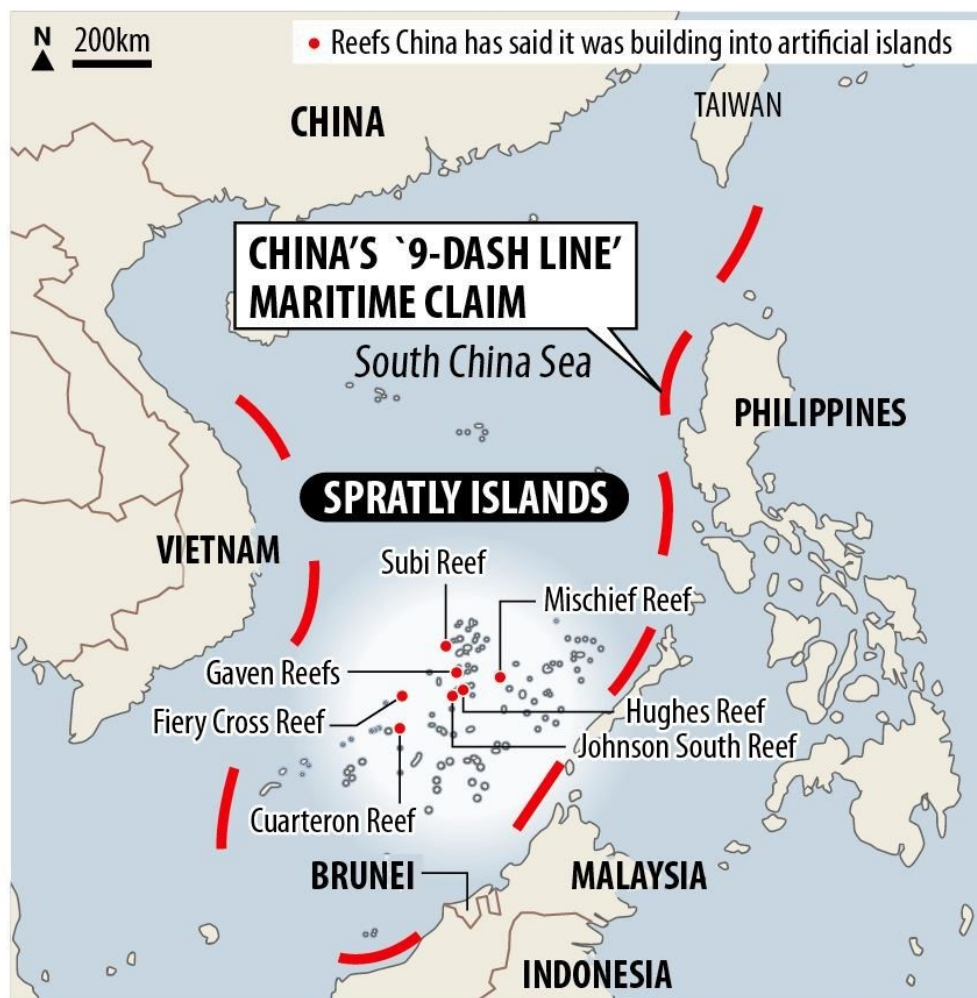 N
200km
• Reefs China has said it was building into artificial islands
CHINA
TAIWAN
CHINA'S `9-DASH LINE'
MARITIME CLAIM
South China Sea
PHILIPPINES
SPRATLY ISLANDS
VIETNAM
Subi Reef
Mischief Reef
Gaven Reefs
Fiery Cross Reef
Hughes Reef
Johnson South Reef
Cuarteron Reef
BRUNEI
MALAYSIA
INDONESIA